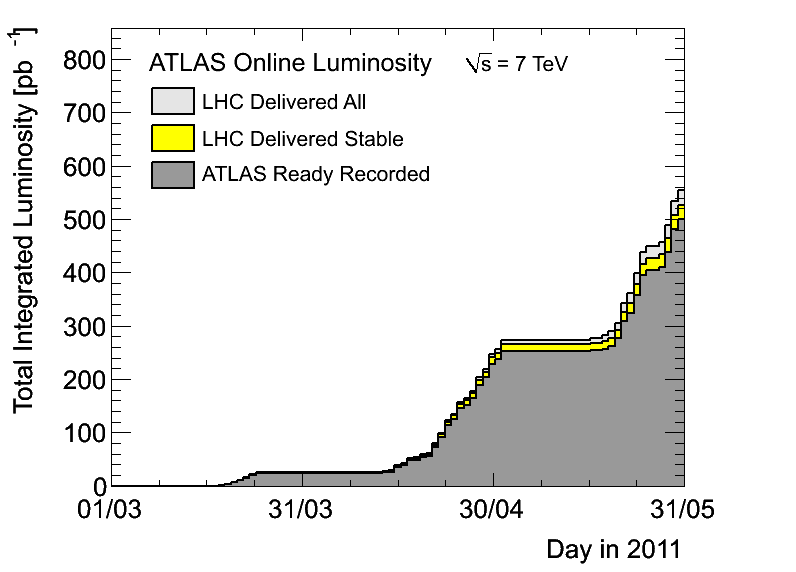 Total Integrated Luminosity [pb⁻¹]
ATLAS Online Luminosity √s = 7 TeV
LHC Delivered All
LHC Delivered Stable
ATLAS Ready Recorded
800
700
600
500
400
300
200
100
0
01/03 31/03 30/04 31/05
Day in 2011